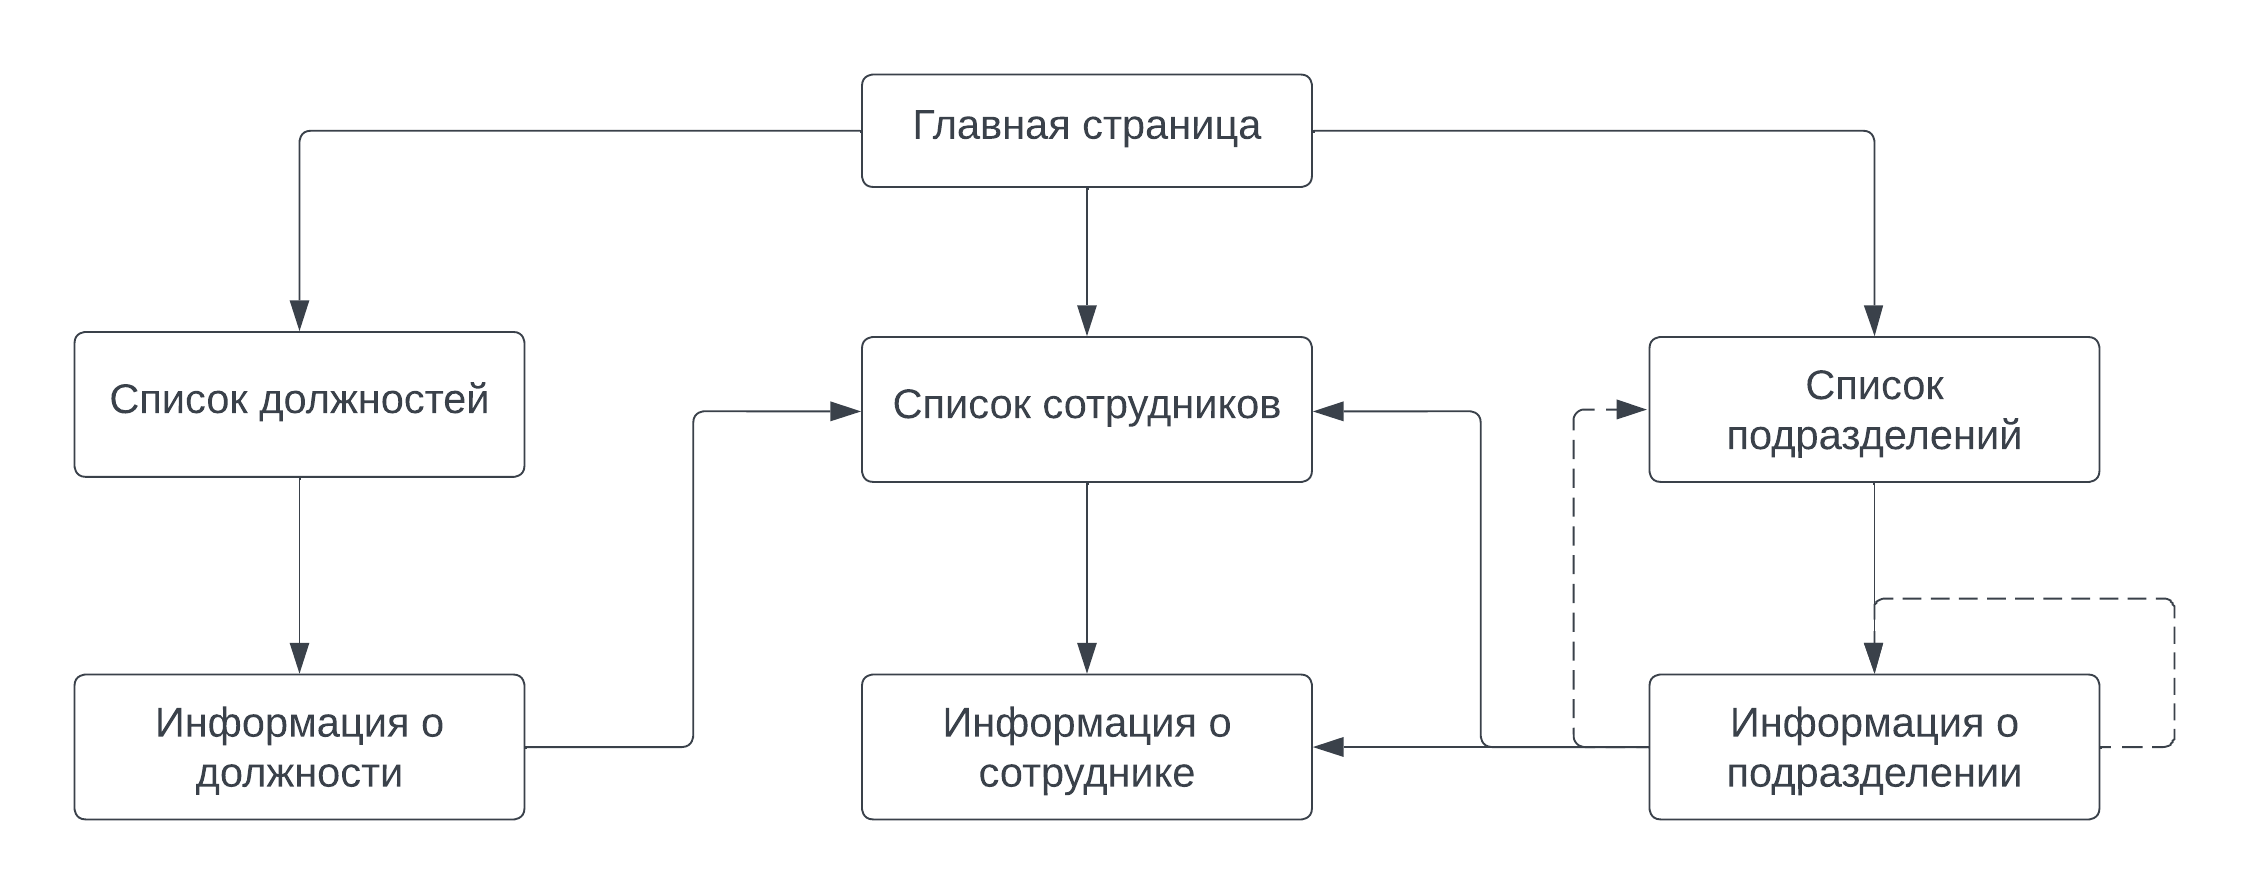 Главная страница
Список должностей
Список сотрудников
Список
подразделений
Информация о
должности
Информация о
сотруднике
Информация о
подразделении